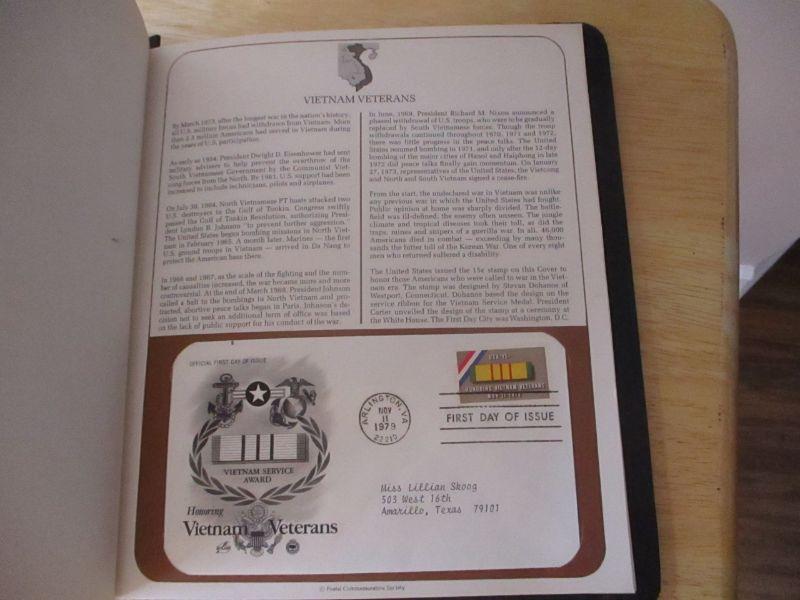 VIETNAM VETERANS
By March 1973, after the longest war in the nation's history,
all U.S. military forces had withdrawn from Vietnam. More
than 3.3 million Americans had served in Vietnam during
the years of U.S. participation.
As early as 1954, President Dwight D. Eisenhower had sent
military advisers to help prevent the overthrow of the
South Vietnamese Government by the Communist Viet-
cong forces from the North. By 1961, U.S. support had been
increased to include technicians, pilots and airplanes.
On July 30, 1964, North Vietnamese PT boats attacked two
U.S. destroyers in the Gulf of Tonkin. Congress swiftly
passed the Gulf of Tonkin Resolution, authorizing Presi-
dent Lyndon B. Johnson "to prevent further aggression."
The United States began bombing missions in North Viet-
nam in February 1965. A month later, Marines — the first
U.S. ground troops in Vietnam — arrived in Da Nang to
protect the American base there.
In 1966 and 1967, as the scale of the fighting and the num-
ber of casualties increased, the war became more and more
controversial. At the end of March 1968, President Johnson
called a halt to the bombings in North Vietnam and pro-
tracted, abortive peace talks began in Paris. Johnson's de-
cision not to seek an additional term of office was based
on the lack of public support for his conduct of the war.
In June, 1969, President Richard M. Nixon announced a
phased withdrawal of U.S. troops, who were to be gradually
replaced by South Vietnamese forces. Though the troop
withdrawals continued throughout 1970, 1971 and 1972,
there was little progress in the peace talks. The United
States resumed bombing in 1971, and only after the 12-day
bombing of the major cities of Hanoi and Haiphong in late
1972 did peace talks finally gain momentum. On January
27, 1973, representatives of the United States, the Vietcong
and North and South Vietnam signed a cease-fire.
From the start, the undeclared war in Vietnam was unlike
any previous war in which the United States had fought.
Public opinion at home was sharply divided. The battle-
field was ill-defined, the enemy often unseen. The jungle
climate and tropical diseases took their toll, as did the
traps, mines and snipers of a guerilla war. In all, 46,000
Americans died in combat — exceeding by many thou-
sands the bitter toll of the Korean War. One of every eight
men who returned suffered a disability.
The United States issued the 15¢ stamp on this Cover to
honor those Americans who were called to war in the Viet-
nam era. The stamp was designed by Stevan Dohanos of
Westport, Connecticut. Dohanos based the design on the
service ribbon for the Vietnam Service Medal. President
Carter unveiled the design of the stamp at a ceremony at
the White House. The First Day City was Washington, D.C.
OFFICIAL FIRST DAY OF ISSUE
VIETNAM SERVICE
AWARD
Honoring
Vietnam Veterans
ARLINGTON, VA
NOV
11
1979
22210
USA 15¢
HONORING VIETNAM VETERANS
NOV 11 1979
FIRST DAY OF ISSUE
Miss Lillian Skoog
503 West 16th
Amarillo, Texas 79101
© Postal Commemorative Society